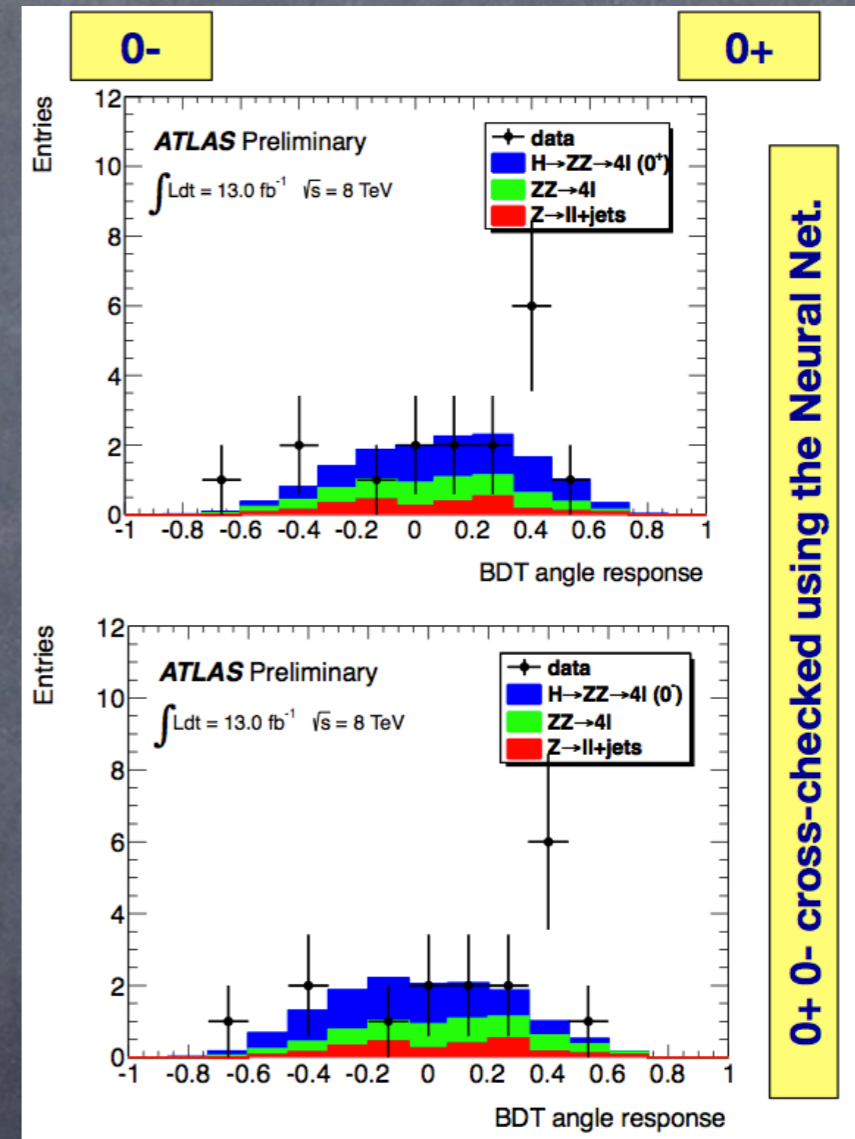 0-
0+
Entries
12
10
8
6
4
2
0
ATLAS Preliminary
∫Ldt = 13.0 fb⁻¹ √s = 8 TeV
data
H→ZZ→4l (0⁺)
ZZ→4l
Z→ll+jets
-1 -0.8 -0.6 -0.4 -0.2 0 0.2 0.4 0.6 0.8 1
BDT angle response
Entries
12
10
8
6
4
2
0
ATLAS Preliminary
∫Ldt = 13.0 fb⁻¹ √s = 8 TeV
data
H→ZZ→4l (0⁻)
ZZ→4l
Z→ll+jets
-1 -0.8 -0.6 -0.4 -0.2 0 0.2 0.4 0.6 0.8 1
BDT angle response
0+ 0- cross-checked using the Neural Net.